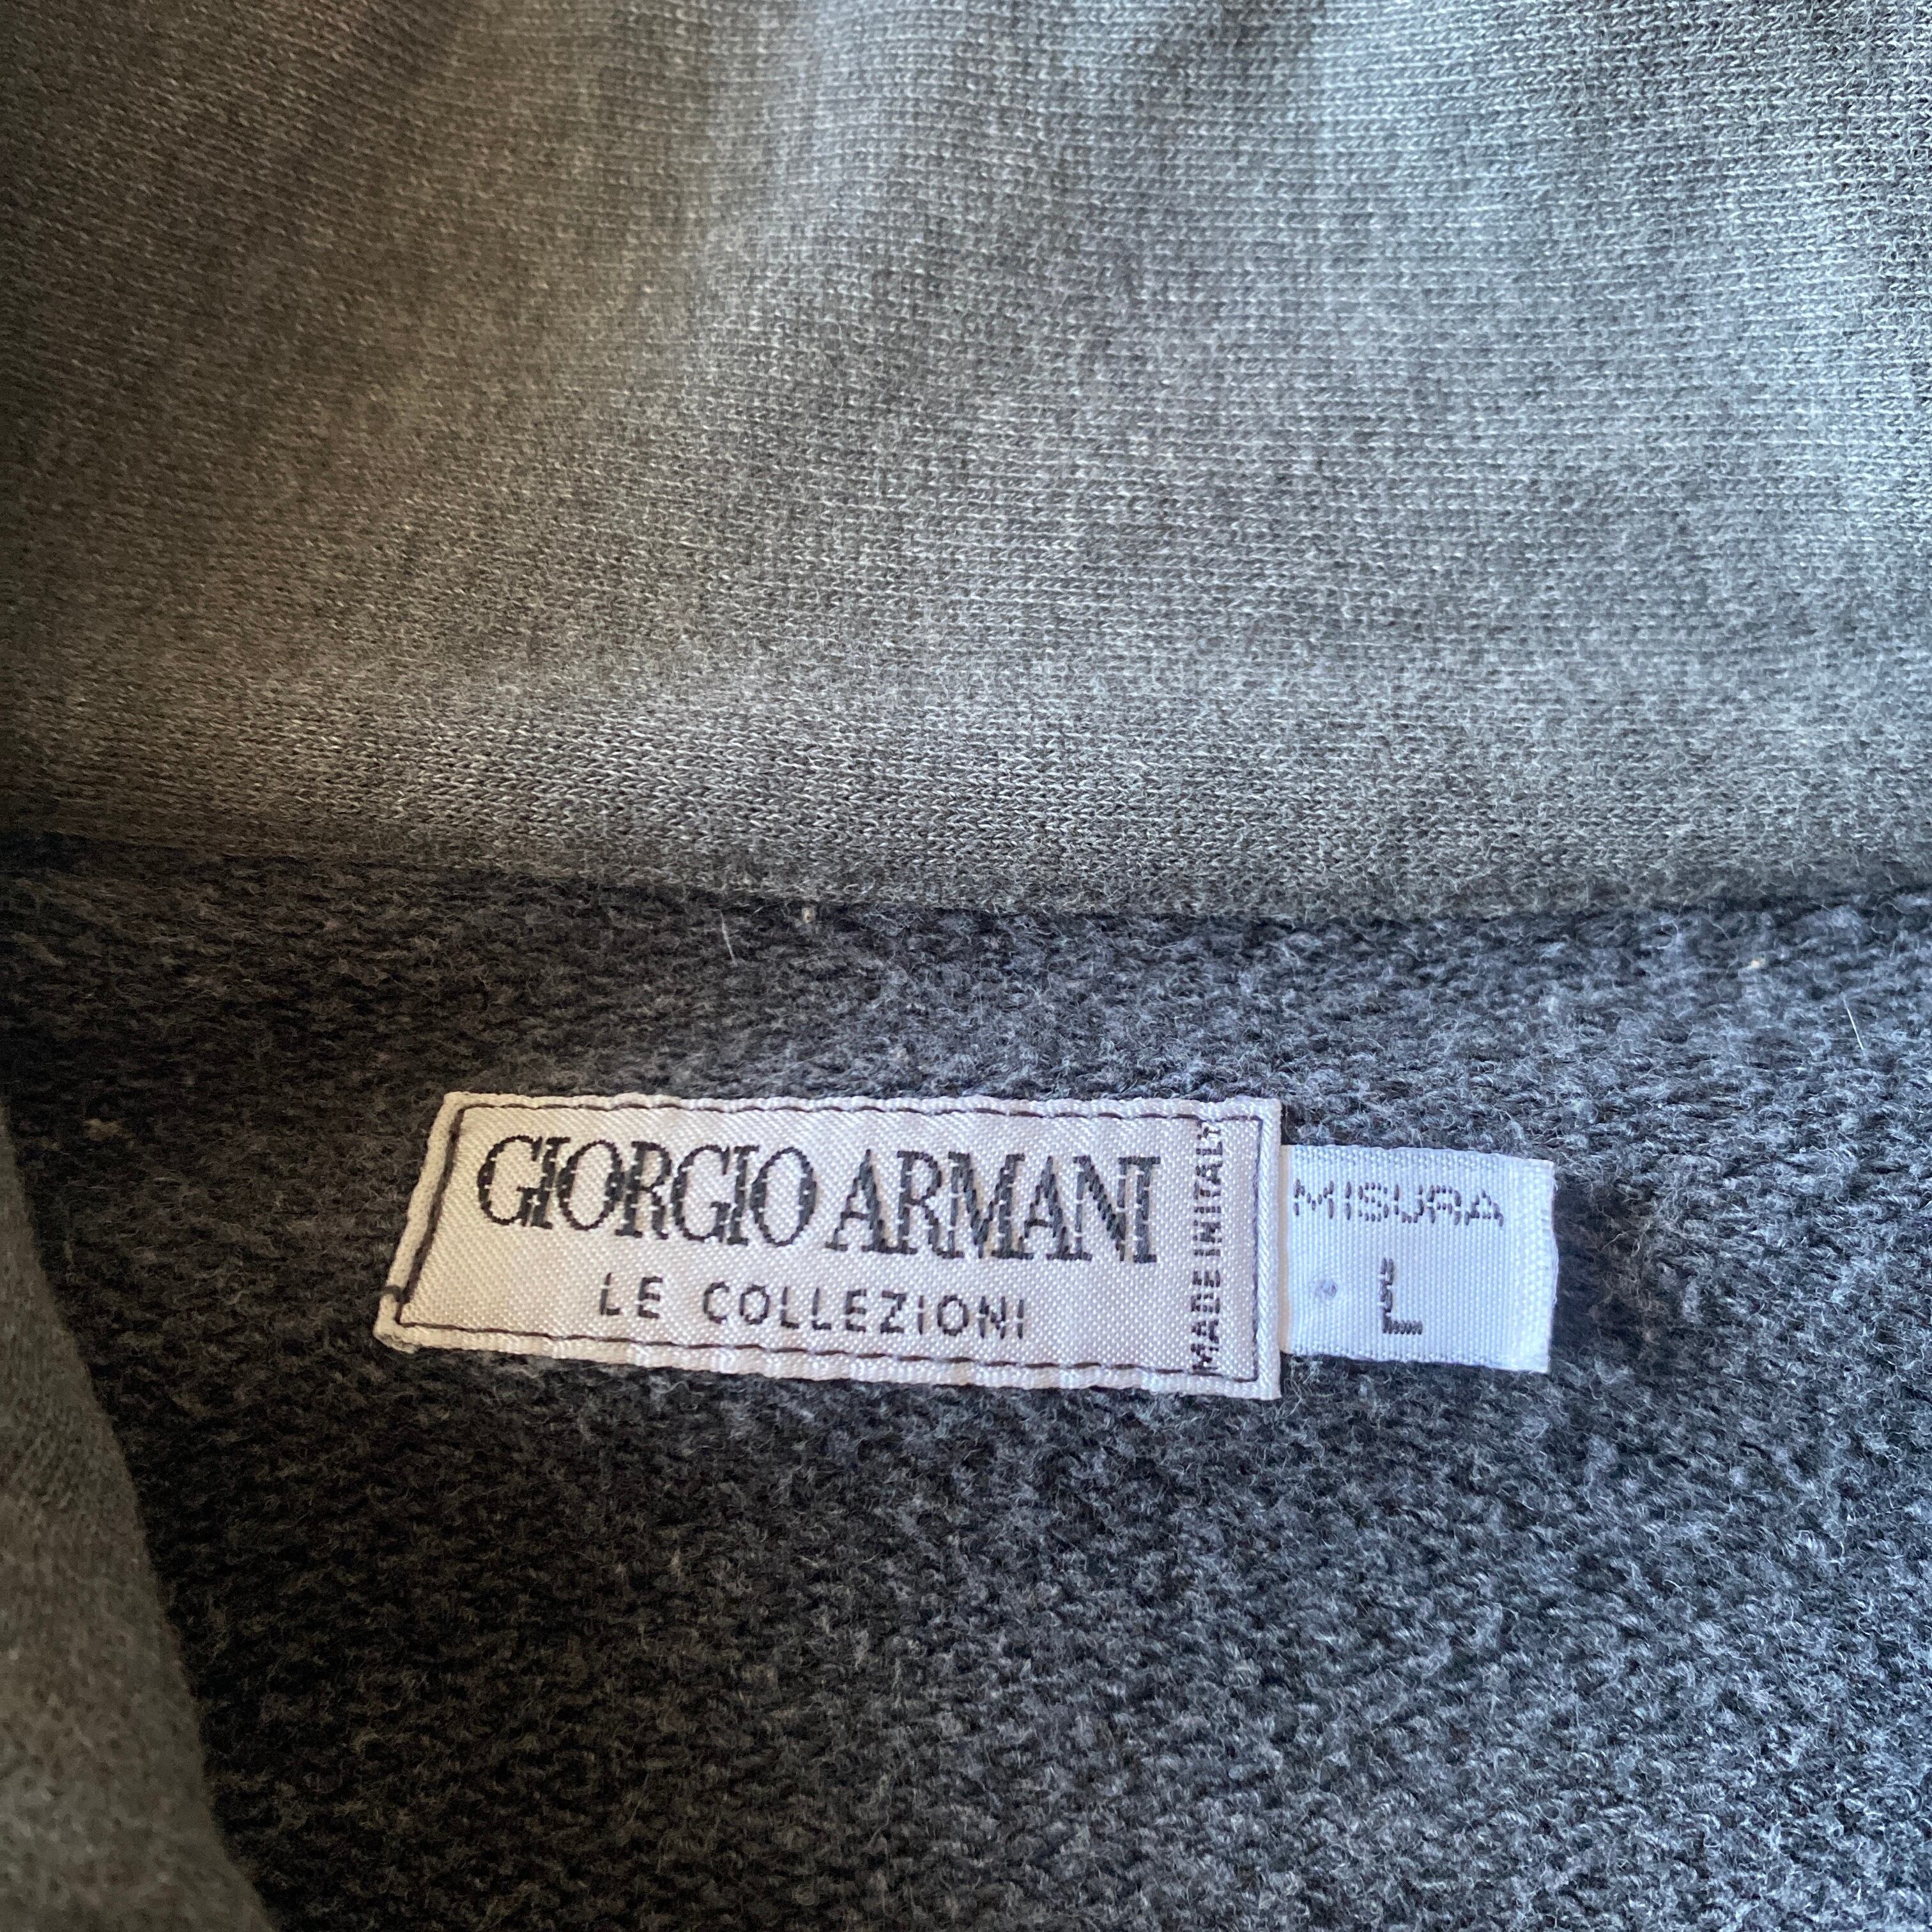 GIORGIO ARMANI
LE COLLEZIONI
MADE IN ITALY
MISURA
L